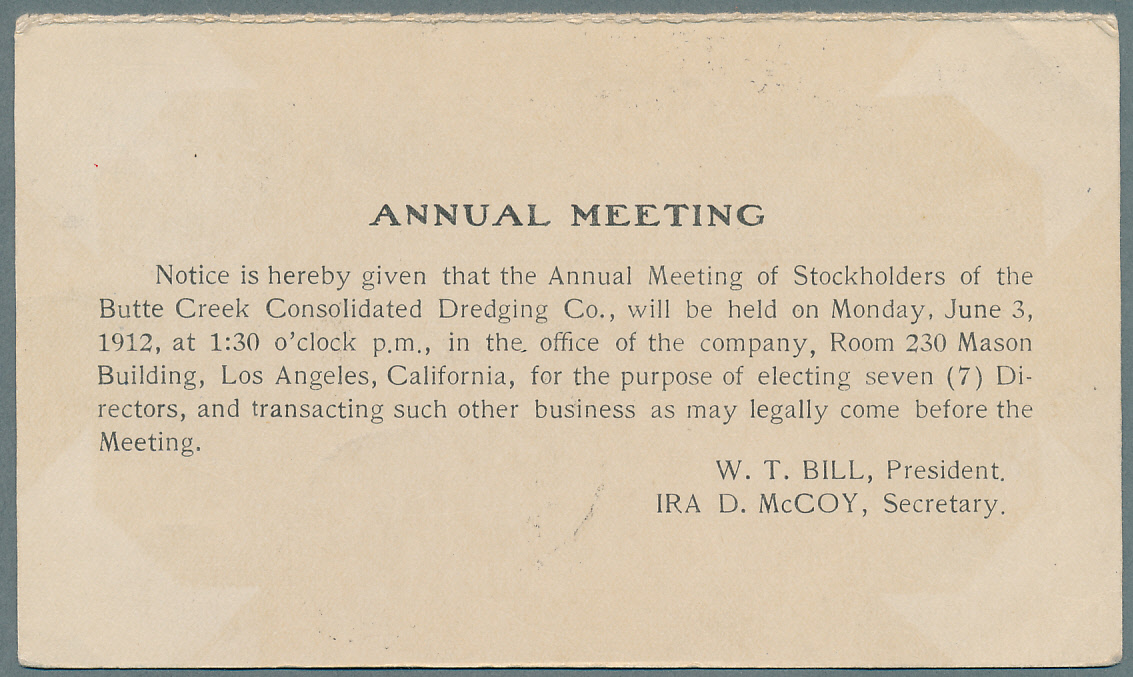 ANNUAL MEETING
Notice is hereby given that the Annual Meeting of Stockholders of the
Butte Creek Consolidated Dredging Co., will be held on Monday, June 3,
1912, at 1:30 o'clock p.m., in the office of the company, Room 230 Mason
Building, Los Angeles, California, for the purpose of electing seven (7) Di-
rectors, and transacting such other business as may legally come before the
Meeting.
W. T. BILL, President.
IRA D. McCOY, Secretary.